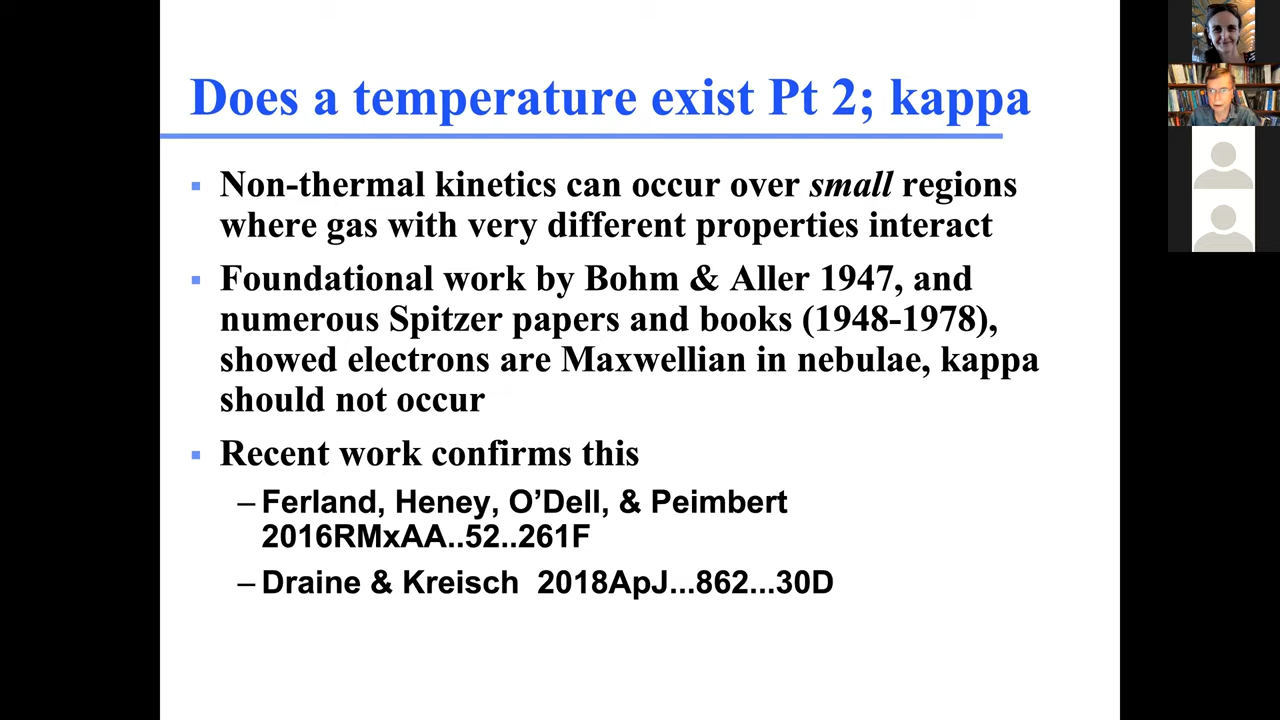 Does a temperature exist Pt 2; kappa
▪ Non-thermal kinetics can occur over small regions
where gas with very different properties interact
▪ Foundational work by Bohm & Aller 1947, and
numerous Spitzer papers and books (1948-1978),
showed electrons are Maxwellian in nebulae, kappa
should not occur
▪ Recent work confirms this
– Ferland, Heney, O’Dell, & Peimbert
2016RMxAA..52..261F
– Draine & Kreisch 2018ApJ...862...30D